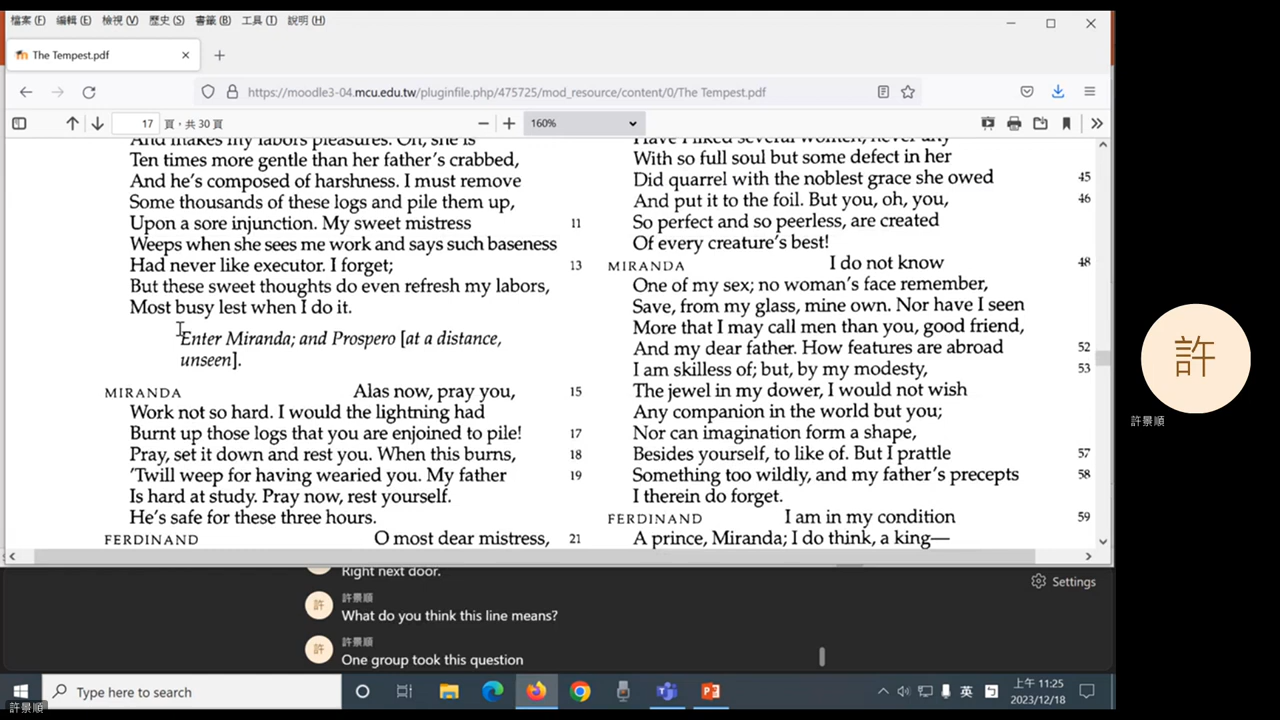 檔案(F) 編輯(E) 檢視(V) 歷史(S) 書籤(B) 工具(T) 說明(H)
The Tempest.pdf
https://moodle3-04.mcu.edu.tw/pluginfile.php/475725/mod_resource/content/0/The Tempest.pdf
17 頁，共 30 頁
160%
And makes my labors pleasures. Oh, she is
Ten times more gentle than her father's crabbed,
And he's composed of harshness. I must remove
Some thousands of these logs and pile them up,
Upon a sore injunction. My sweet mistress 11
Weeps when she sees me work and says such baseness
Had never like executor. I forget; 13
But these sweet thoughts do even refresh my labors,
Most busy lest when I do it.
Enter Miranda; and Prospero [at a distance,
unseen].
MIRANDA Alas now, pray you, 15
Work not so hard. I would the lightning had
Burnt up those logs that you are enjoined to pile! 17
Pray, set it down and rest you. When this burns, 18
'Twill weep for having wearied you. My father 19
Is hard at study. Pray now, rest yourself.
He's safe for these three hours.
FERDINAND O most dear mistress, 21
Have I liked several women; never any
With so full soul but some defect in her
Did quarrel with the noblest grace she owed 45
And put it to the foil. But you, oh, you, 46
So perfect and so peerless, are created
Of every creature's best!
MIRANDA I do not know 48
One of my sex; no woman's face remember,
Save, from my glass, mine own. Nor have I seen
More that I may call men than you, good friend,
And my dear father. How features are abroad 52
I am skilless of; but, by my modesty, 53
The jewel in my dower, I would not wish
Any companion in the world but you;
Nor can imagination form a shape,
Besides yourself, to like of. But I prattle 57
Something too wildly, and my father's precepts 58
I therein do forget.
FERDINAND I am in my condition 59
A prince, Miranda; I do think, a king—
許
許景順
Right next door.
許景順
許 What do you think this line means?
許景順
許 One group took this question
Settings
Type here to search
英
上午 11:25
2023/12/18
許景順